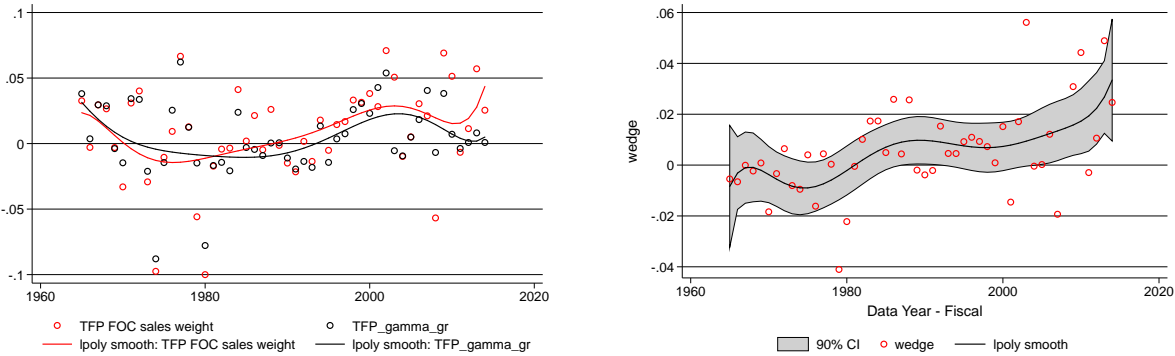 .1
.05
0
-.05
-.1
1960 1980 2000 2020
TFP FOC sales weight TFP_gamma_gr
lpoly smooth: TFP FOC sales weight lpoly smooth: TFP_gamma_gr
.06
.04
.02
0
-.02
-.04
wedge
1960 1980 2000 2020
Data Year - Fiscal
90% CI wedge lpoly smooth